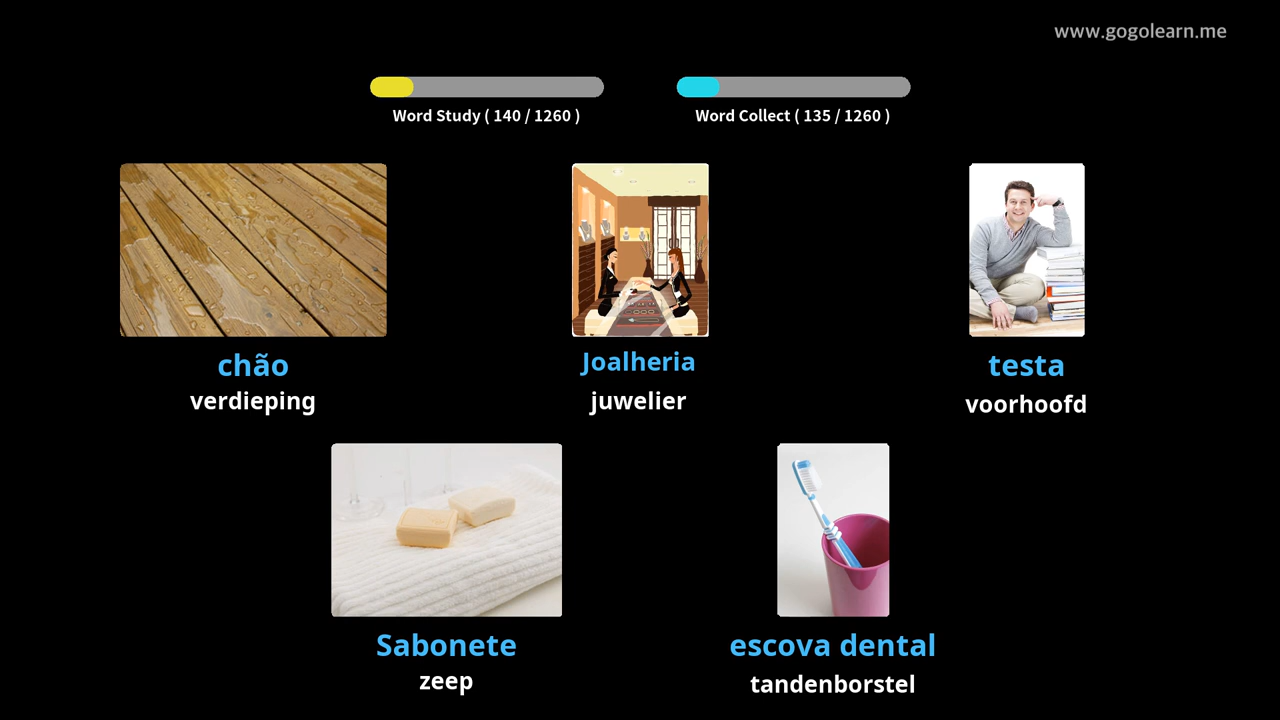 www.gogolearn.me
Word Study ( 140 / 1260 )
Word Collect ( 135 / 1260 )
chão
verdieping
Joalheria
juwelier
testa
voorhoofd
Sabonete
zeep
escova dental
tandenborstel